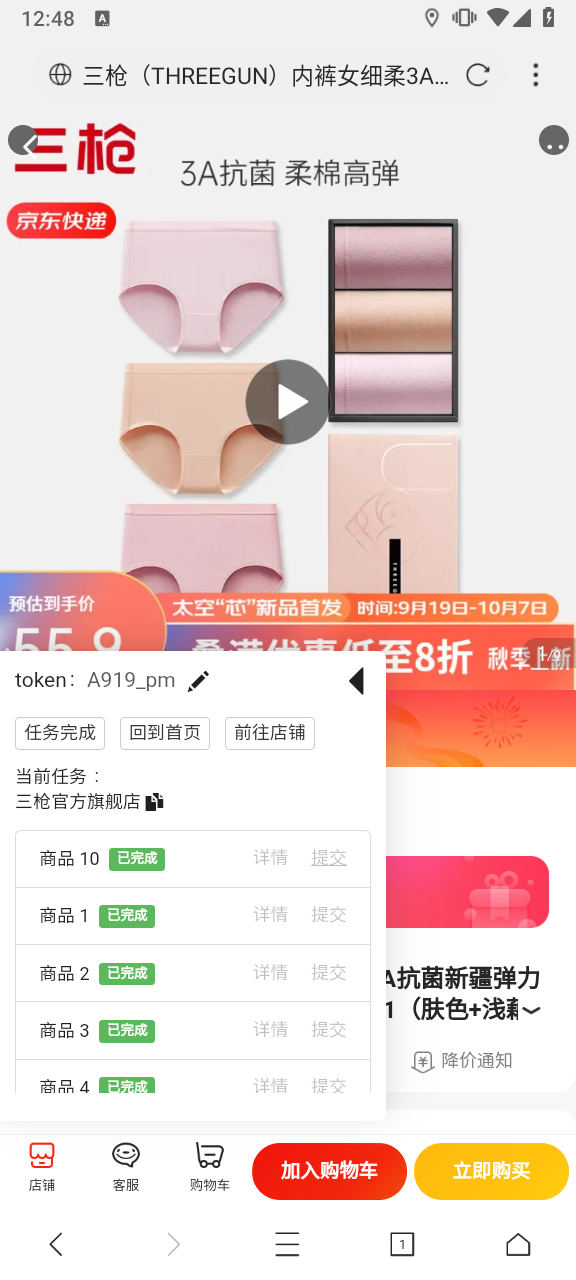 12:48
A
三枪（THREEGUN）内裤女细柔3A...
三枪
3A抗菌 柔棉高弹
京东快递
预估到手价
太空“芯”新品首发 时间:9月19日-10月7日
55.9
叠满优惠低至8折 秋季上新
1/9
token： A919_pm
任务完成 回到首页 前往店铺
当前任务：
三枪官方旗舰店
商品 10 已完成 详情 提交
商品 1 已完成 详情 提交
商品 2 已完成 详情 提交
A抗菌新疆弹力
1（肤色+浅藕
商品 3 已完成 详情 提交
降价通知
商品 4 已完成 详情 提交
店铺 客服 购物车 加入购物车 立即购买
1